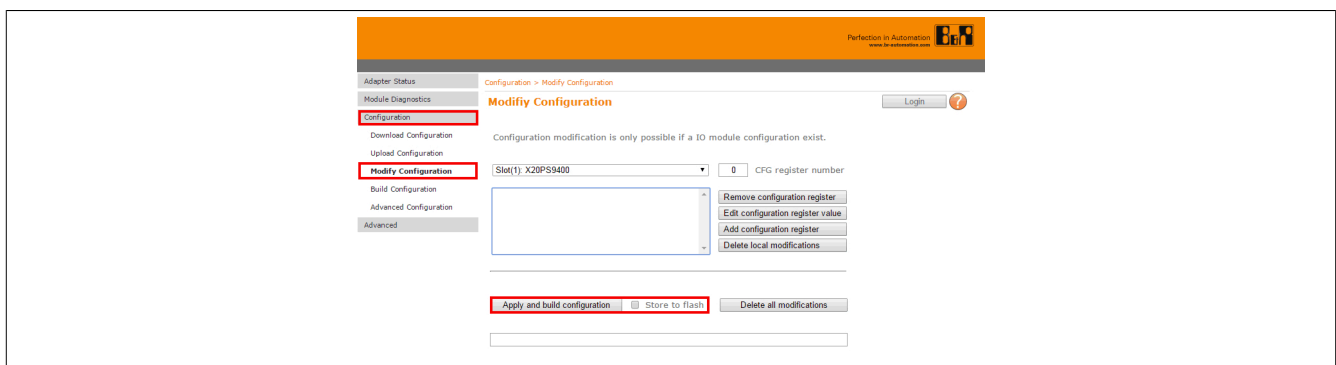 Perfection in Automation
www.br-automation.com
B&R
Adapter Status
Module Diagnostics
Configuration
Download Configuration
Upload Configuration
Modify Configuration
Build Configuration
Advanced Configuration
Advanced
Configuration > Modify Configuration
Modifiy Configuration
Login ?
Configuration modification is only possible if a IO module configuration exist.
Slot(1): X20PS9400 0 CFG register number
Remove configuration register
Edit configuration register value
Add configuration register
Delete local modifications
Apply and build configuration Store to flash Delete all modifications